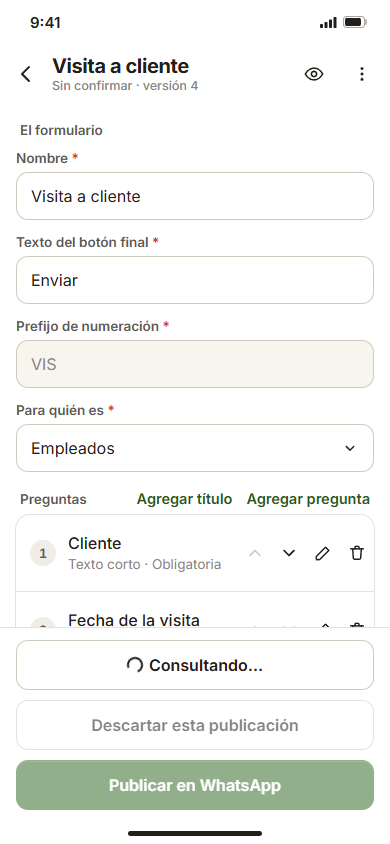 9:41
Visita a cliente
Sin confirmar · versión 4
El formulario
Nombre *
Visita a cliente
Texto del botón final *
Enviar
Prefijo de numeración *
VIS
Para quién es *
Empleados
Preguntas Agregar título Agregar pregunta
1 Cliente
Texto corto · Obligatoria
Fecha de la visita
Consultando...
Descartar esta publicación
Publicar en WhatsApp